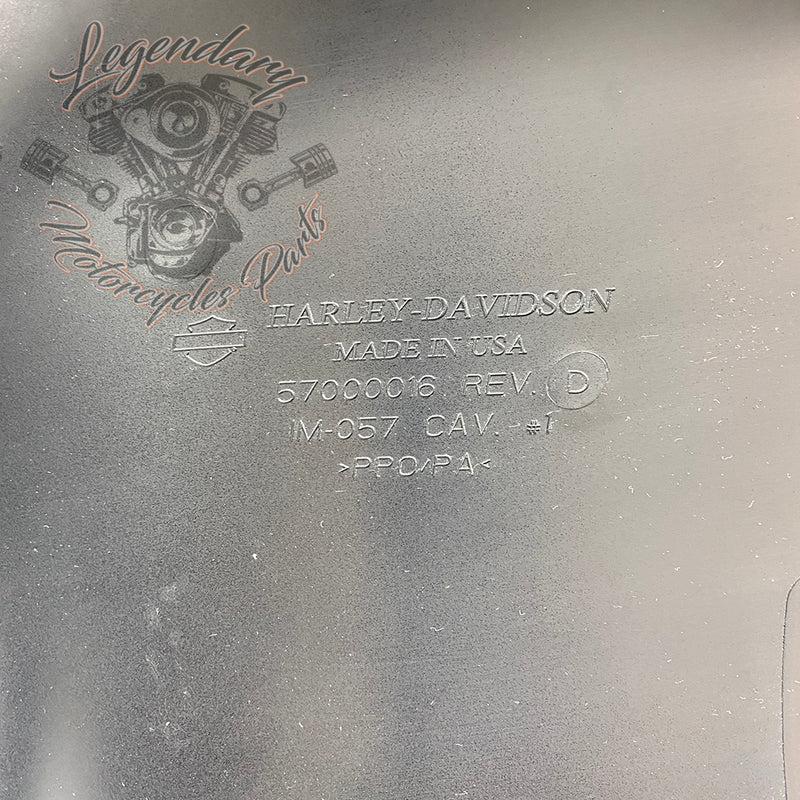 Legendary
Motorcycles Parts
HARLEY-DAVIDSON
MADE IN USA
57000016 REV. D
IM-057 CAV. #1
>PPO/PA<